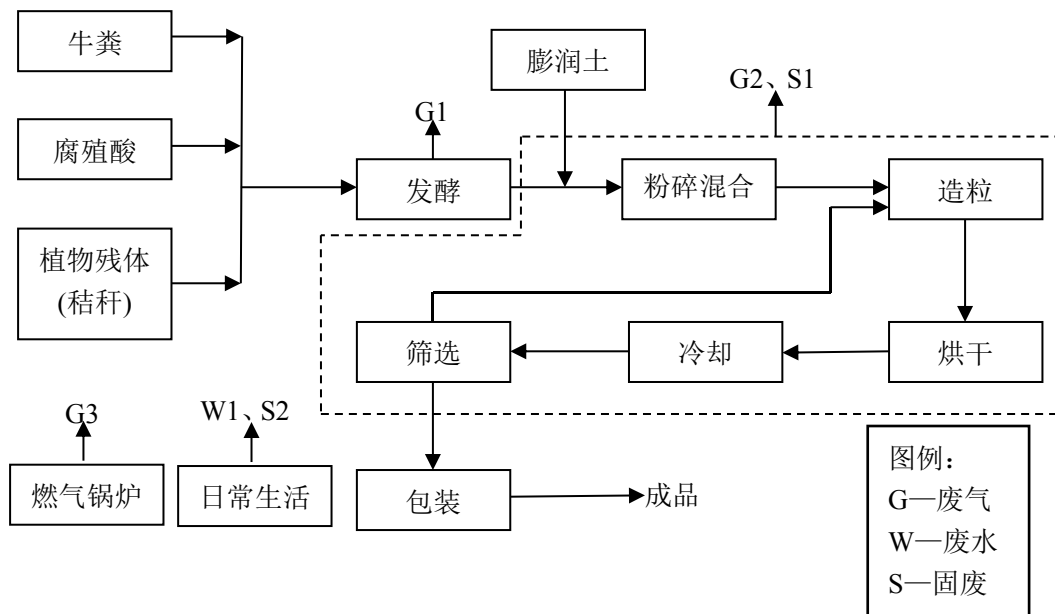 牛粪
膨润土
G2、S1
G1
腐殖酸
发酵
粉碎混合
造粒
植物残体
(秸秆)
筛选
冷却
烘干
G3
W1、S2
燃气锅炉
日常生活
包装
成品
图例：
G—废气
W—废水
S—固废